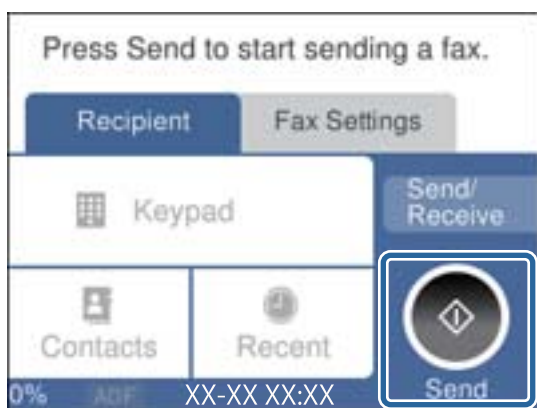 Press Send to start sending a fax.
Recipient
Fax Settings
Keypad
Send/
Receive
Contacts
Recent
Send
0%
ADF
XX-XX XX:XX